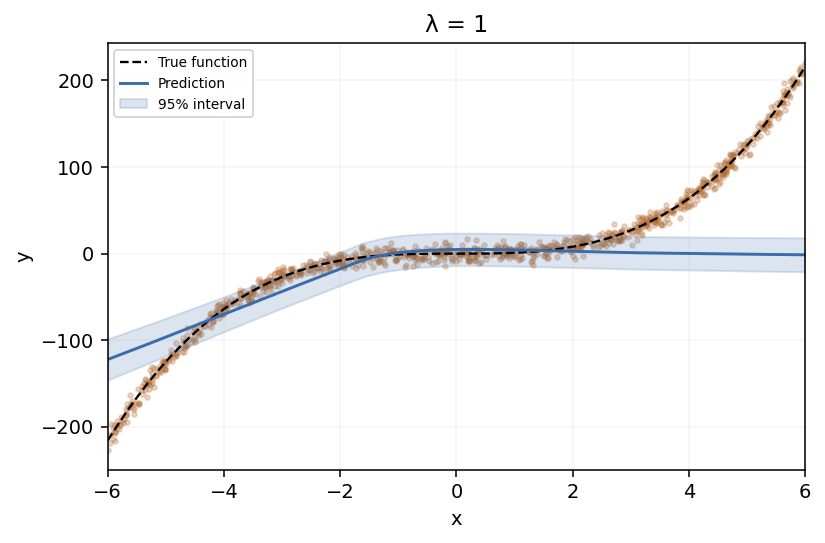 λ = 1
True function
Prediction
95% interval
200
100
0
−100
−200
y
−6
−4
−2
0
2
4
6
x